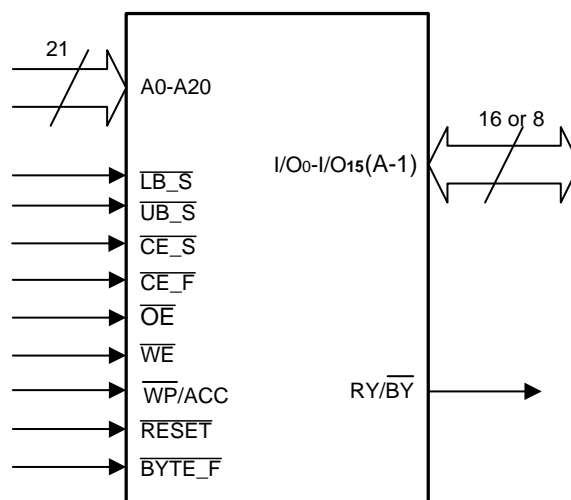 21
A0-A20
16 or 8
I/O0-I/O15(A-1)
LB_S
UB_S
CE_S
CE_F
OE
WE
WP/ACC
RY/BY
RESET
BYTE_F